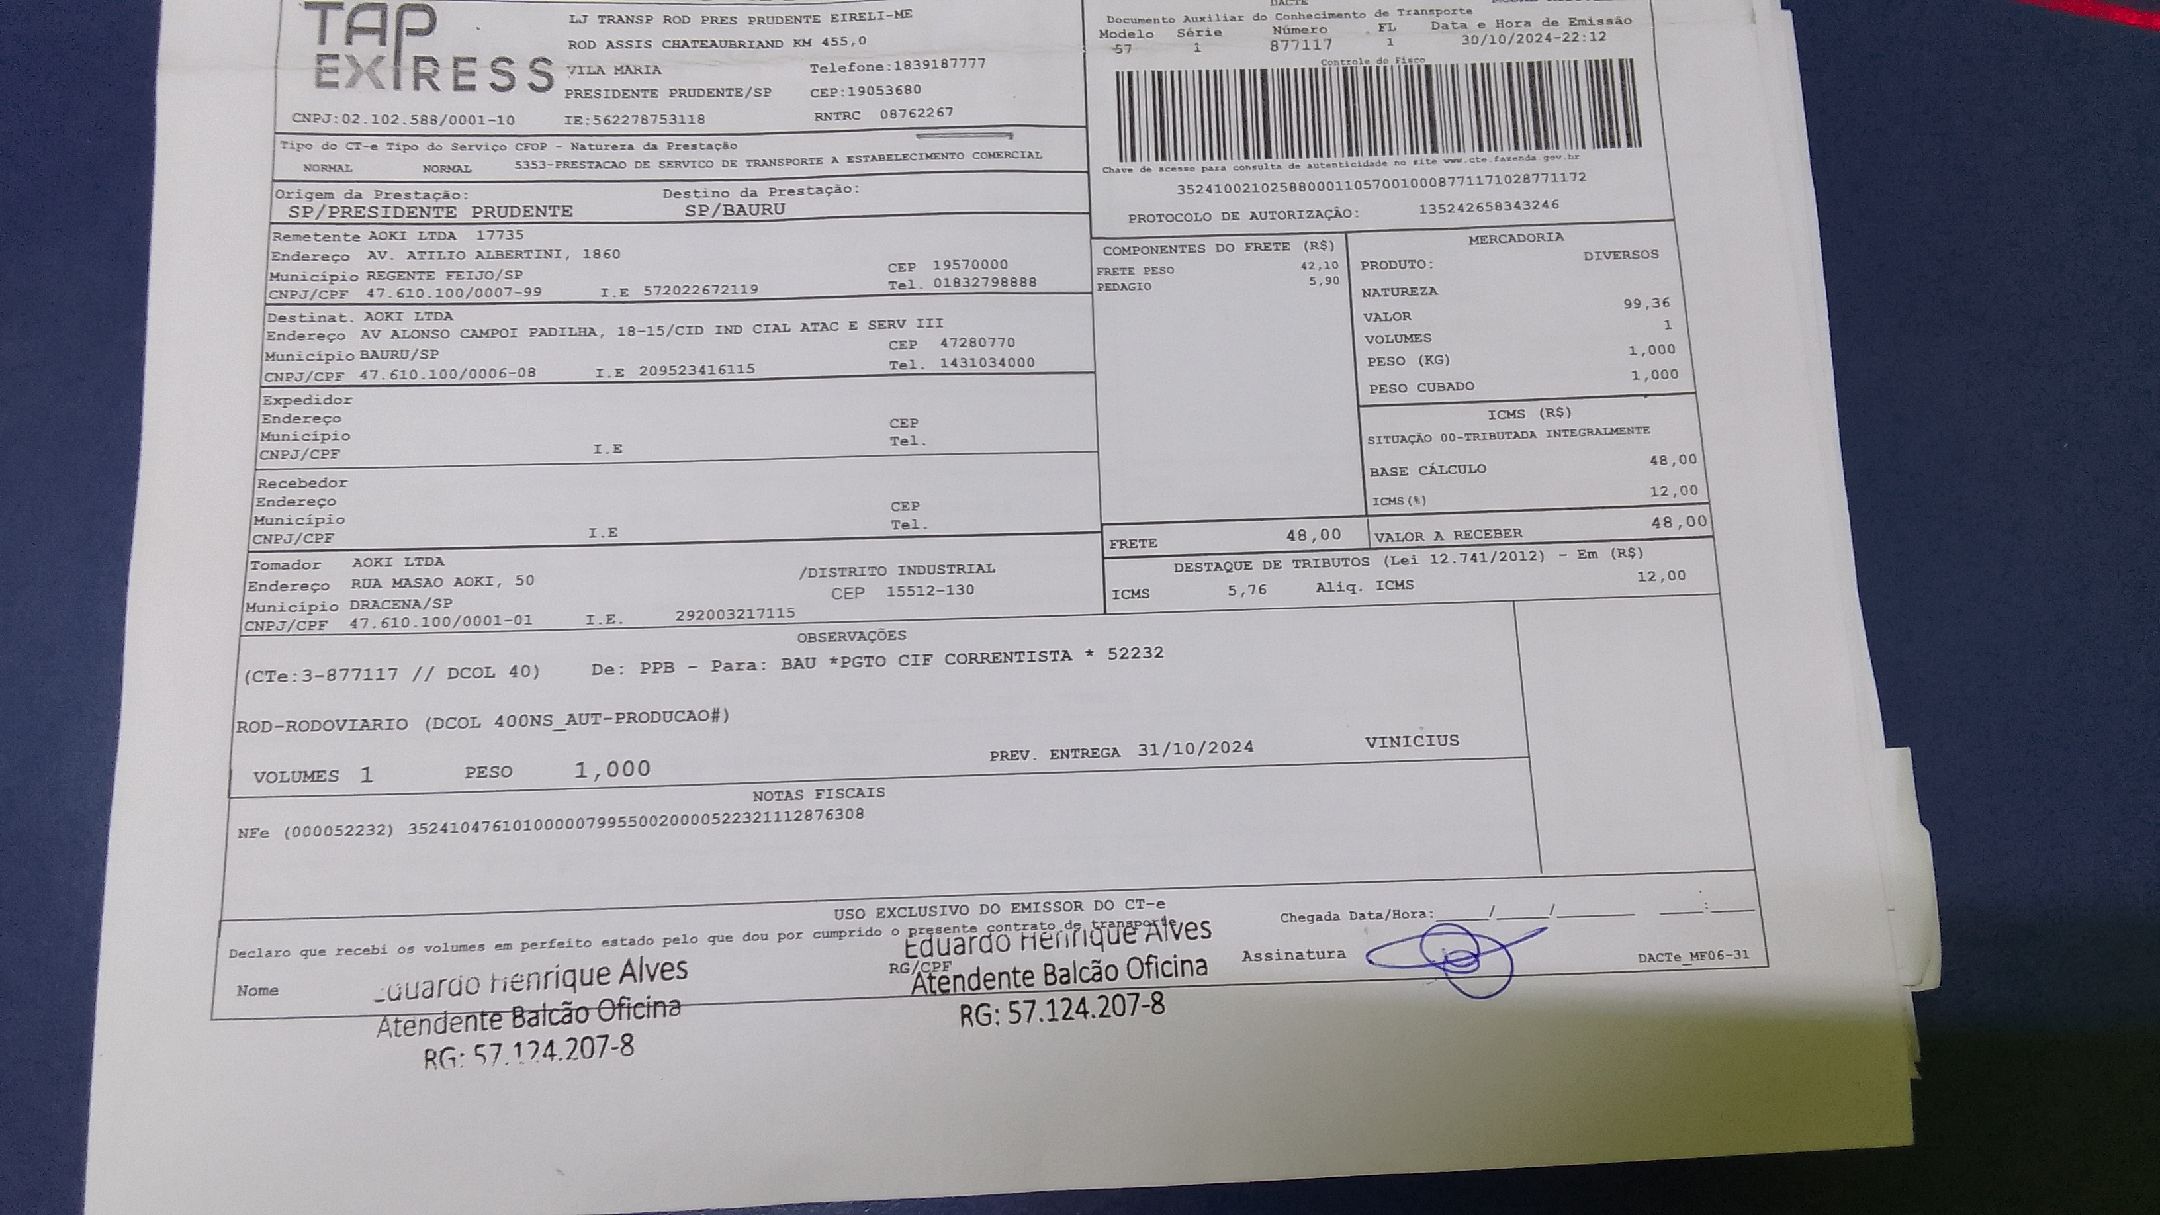 TAP
EXPRESS
LJ TRANSP ROD PRES PRUDENTE EIRELI-ME
ROD ASSIS CHATEAUBRIAND KM 455,0
VILA MARIA Telefone:1839187777
PRESIDENTE PRUDENTE/SP CEP:19053680
CNPJ:02.102.588/0001-10 IE:562278753118 RNTRC 08762267
DACTE
Documento Auxiliar do Conhecimento de Transporte
Modelo Série Número FL Data e Hora de Emissão
57 1 877117 1 30/10/2024-22:12
Controle do Fisco
Chave de acesso para consulta de autenticidade no site www.cte.fazenda.gov.br
35241002102588000110570010008771171028771172
PROTOCOLO DE AUTORIZAÇÃO: 135242658343246
Tipo do CT-e Tipo do Serviço CFOP - Natureza da Prestação
NORMAL NORMAL 5353-PRESTACAO DE SERVICO DE TRANSPORTE A ESTABELECIMENTO COMERCIAL
Origem da Prestação: Destino da Prestação:
SP/PRESIDENTE PRUDENTE SP/BAURU
Remetente AOKI LTDA 17735
Endereço AV. ATILIO ALBERTINI, 1860
Município REGENTE FEIJO/SP CEP 19570000
CNPJ/CPF 47.610.100/0007-99 I.E 572022672119 Tel. 01832798888
Destinat. AOKI LTDA
Endereço AV ALONSO CAMPOI PADILHA, 18-15/CID IND CIAL ATAC E SERV III
Município BAURU/SP CEP 47280770
CNPJ/CPF 47.610.100/0006-08 I.E 209523416115 Tel. 1431034000
Expedidor
Endereço
Município CEP
CNPJ/CPF I.E Tel.
Recebedor
Endereço
Município CEP
CNPJ/CPF I.E Tel.
Tomador AOKI LTDA
Endereço RUA MASAO AOKI, 50 /DISTRITO INDUSTRIAL
Município DRACENA/SP CEP 15512-130
CNPJ/CPF 47.610.100/0001-01 I.E. 292003217115
COMPONENTES DO FRETE (R$)
FRETE PESO 42,10
PEDAGIO 5,90
MERCADORIA
PRODUTO: DIVERSOS
NATUREZA
VALOR 99,36
VOLUMES 1
PESO (KG) 1,000
PESO CUBADO 1,000
ICMS (R$)
SITUAÇÃO 00-TRIBUTADA INTEGRALMENTE
BASE CÁLCULO 48,00
ICMS(%) 12,00
FRETE 48,00 VALOR A RECEBER 48,00
DESTAQUE DE TRIBUTOS (Lei 12.741/2012) - Em (R$)
ICMS 5,76 Aliq. ICMS 12,00
OBSERVAÇÕES
(CTe:3-877117 // DCOL 40) De: PPB - Para: BAU *PGTO CIF CORRENTISTA * 52232
ROD-RODOVIARIO (DCOL 400NS_AUT-PRODUCAO#)
VOLUMES 1 PESO 1,000 PREV. ENTREGA 31/10/2024 VINICIUS
NOTAS FISCAIS
NFe (000052232) 35241047610100000799550020000522321112876308
USO EXCLUSIVO DO EMISSOR DO CT-e
Declaro que recebi os volumes em perfeito estado pelo que dou por cumprido o presente contrato de transporte
Chegada Data/Hora:____/____/______ ___:___
Nome RG/CPF Assinatura DACTe_MF06-31
Eduardo Henrique Alves
Atendente Balcão Oficina
RG: 57.124.207-8
Eduardo Henrique Alves
Atendente Balcão Oficina
RG: 57.124.207-8